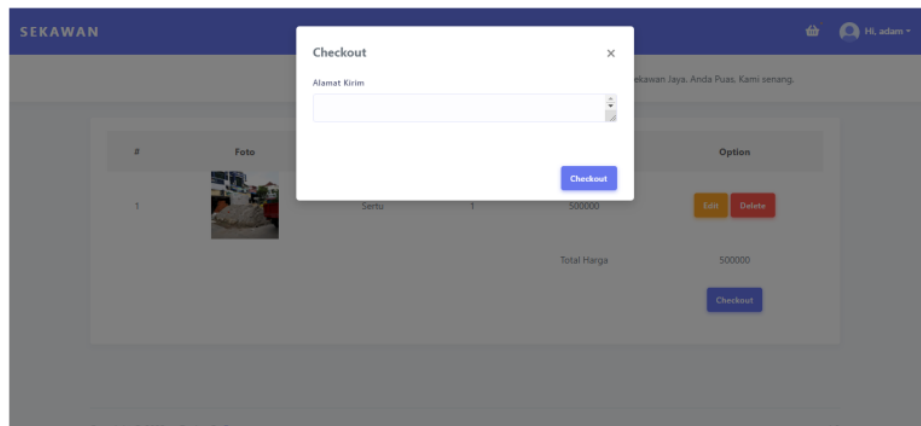 SEKAWAN
Hi, adam
Checkout
×
Alamat Kirim
Checkout
ekawan Jaya. Anda Puas. Kami senang.
# Foto Option
1 Sertu 1 500000 Edit Delete
Total Harga 500000
Checkout